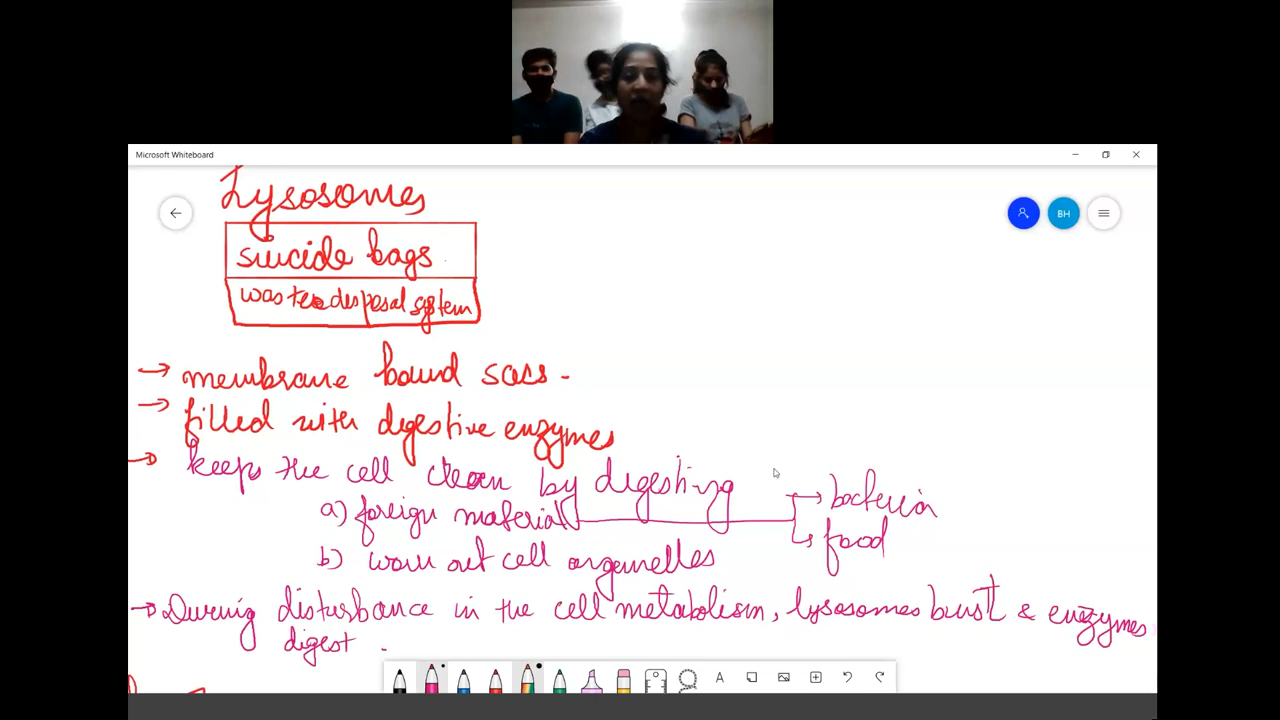 Microsoft Whiteboard
BH
Lysosomes
suicide bags
waste disposal system
→ membrane bound sacs.
→ filled with digestive enzymes
→ keeps the cell clean by digesting
a) foreign material → bacteria
→ food
b) worn out cell organelles
→ During disturbance in the cell metabolism, lysosomes burst & enzymes
digest.
A